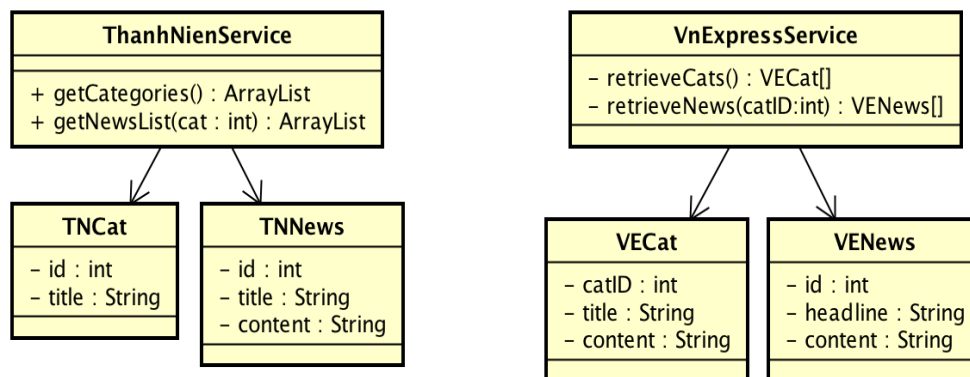 ThanhNienService
+ getCategories() : ArrayList
+ getNewsList(cat : int) : ArrayList
TNCat
– id : int
– title : String
TNNews
– id : int
– title : String
– content : String
VnExpressService
– retrieveCats() : VECat[]
– retrieveNews(catID:int) : VENews[]
VECat
– catID : int
– title : String
– content : String
VENews
– id : int
– headline : String
– content : String